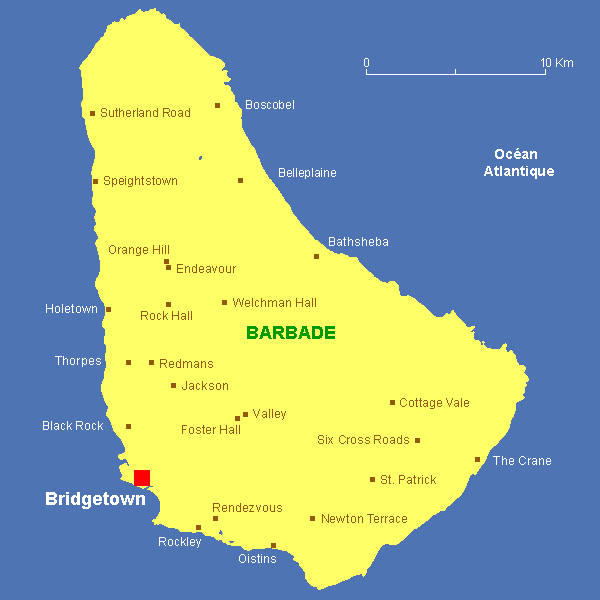 0 10 Km
Boscobel
Sutherland Road
Océan
Atlantique
Belleplaine
Speightstown
Bathsheba
Orange Hill
Endeavour
Welchman Hall
Holetown
Rock Hall
BARBADE
Thorpes
Redmans
Jackson
Cottage Vale
Valley
Black Rock
Foster Hall
Six Cross Roads
The Crane
St. Patrick
Bridgetown
Rendezvous
Newton Terrace
Rockley
Oistins